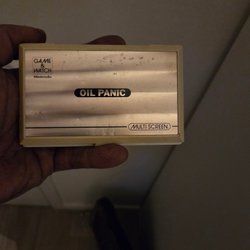 GAME
&
WATCH
Nintendo
OIL PANIC
MULTI SCREEN